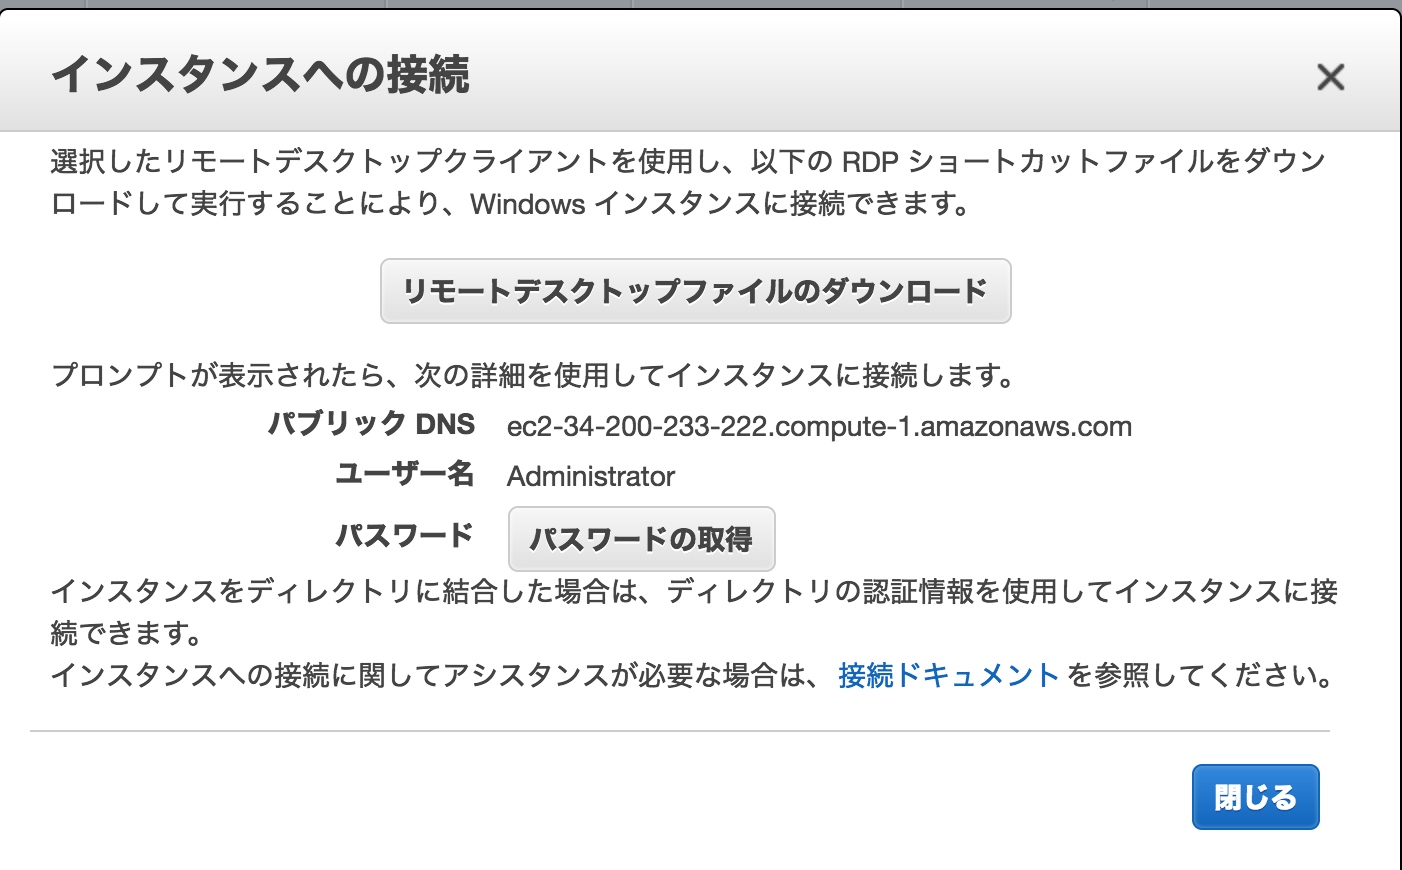 インスタンスへの接続
選択したリモートデスクトップクライアントを使用し、以下の RDP ショートカットファイルをダウン
ロードして実行することにより、Windows インスタンスに接続できます。
リモートデスクトップファイルのダウンロード
プロンプトが表示されたら、次の詳細を使用してインスタンスに接続します。
パブリック DNS ec2-34-200-233-222.compute-1.amazonaws.com
ユーザー名 Administrator
パスワード パスワードの取得
インスタンスをディレクトリに結合した場合は、ディレクトリの認証情報を使用してインスタンスに接
続できます。
インスタンスへの接続に関してアシスタンスが必要な場合は、 接続ドキュメント を参照してください。
閉じる